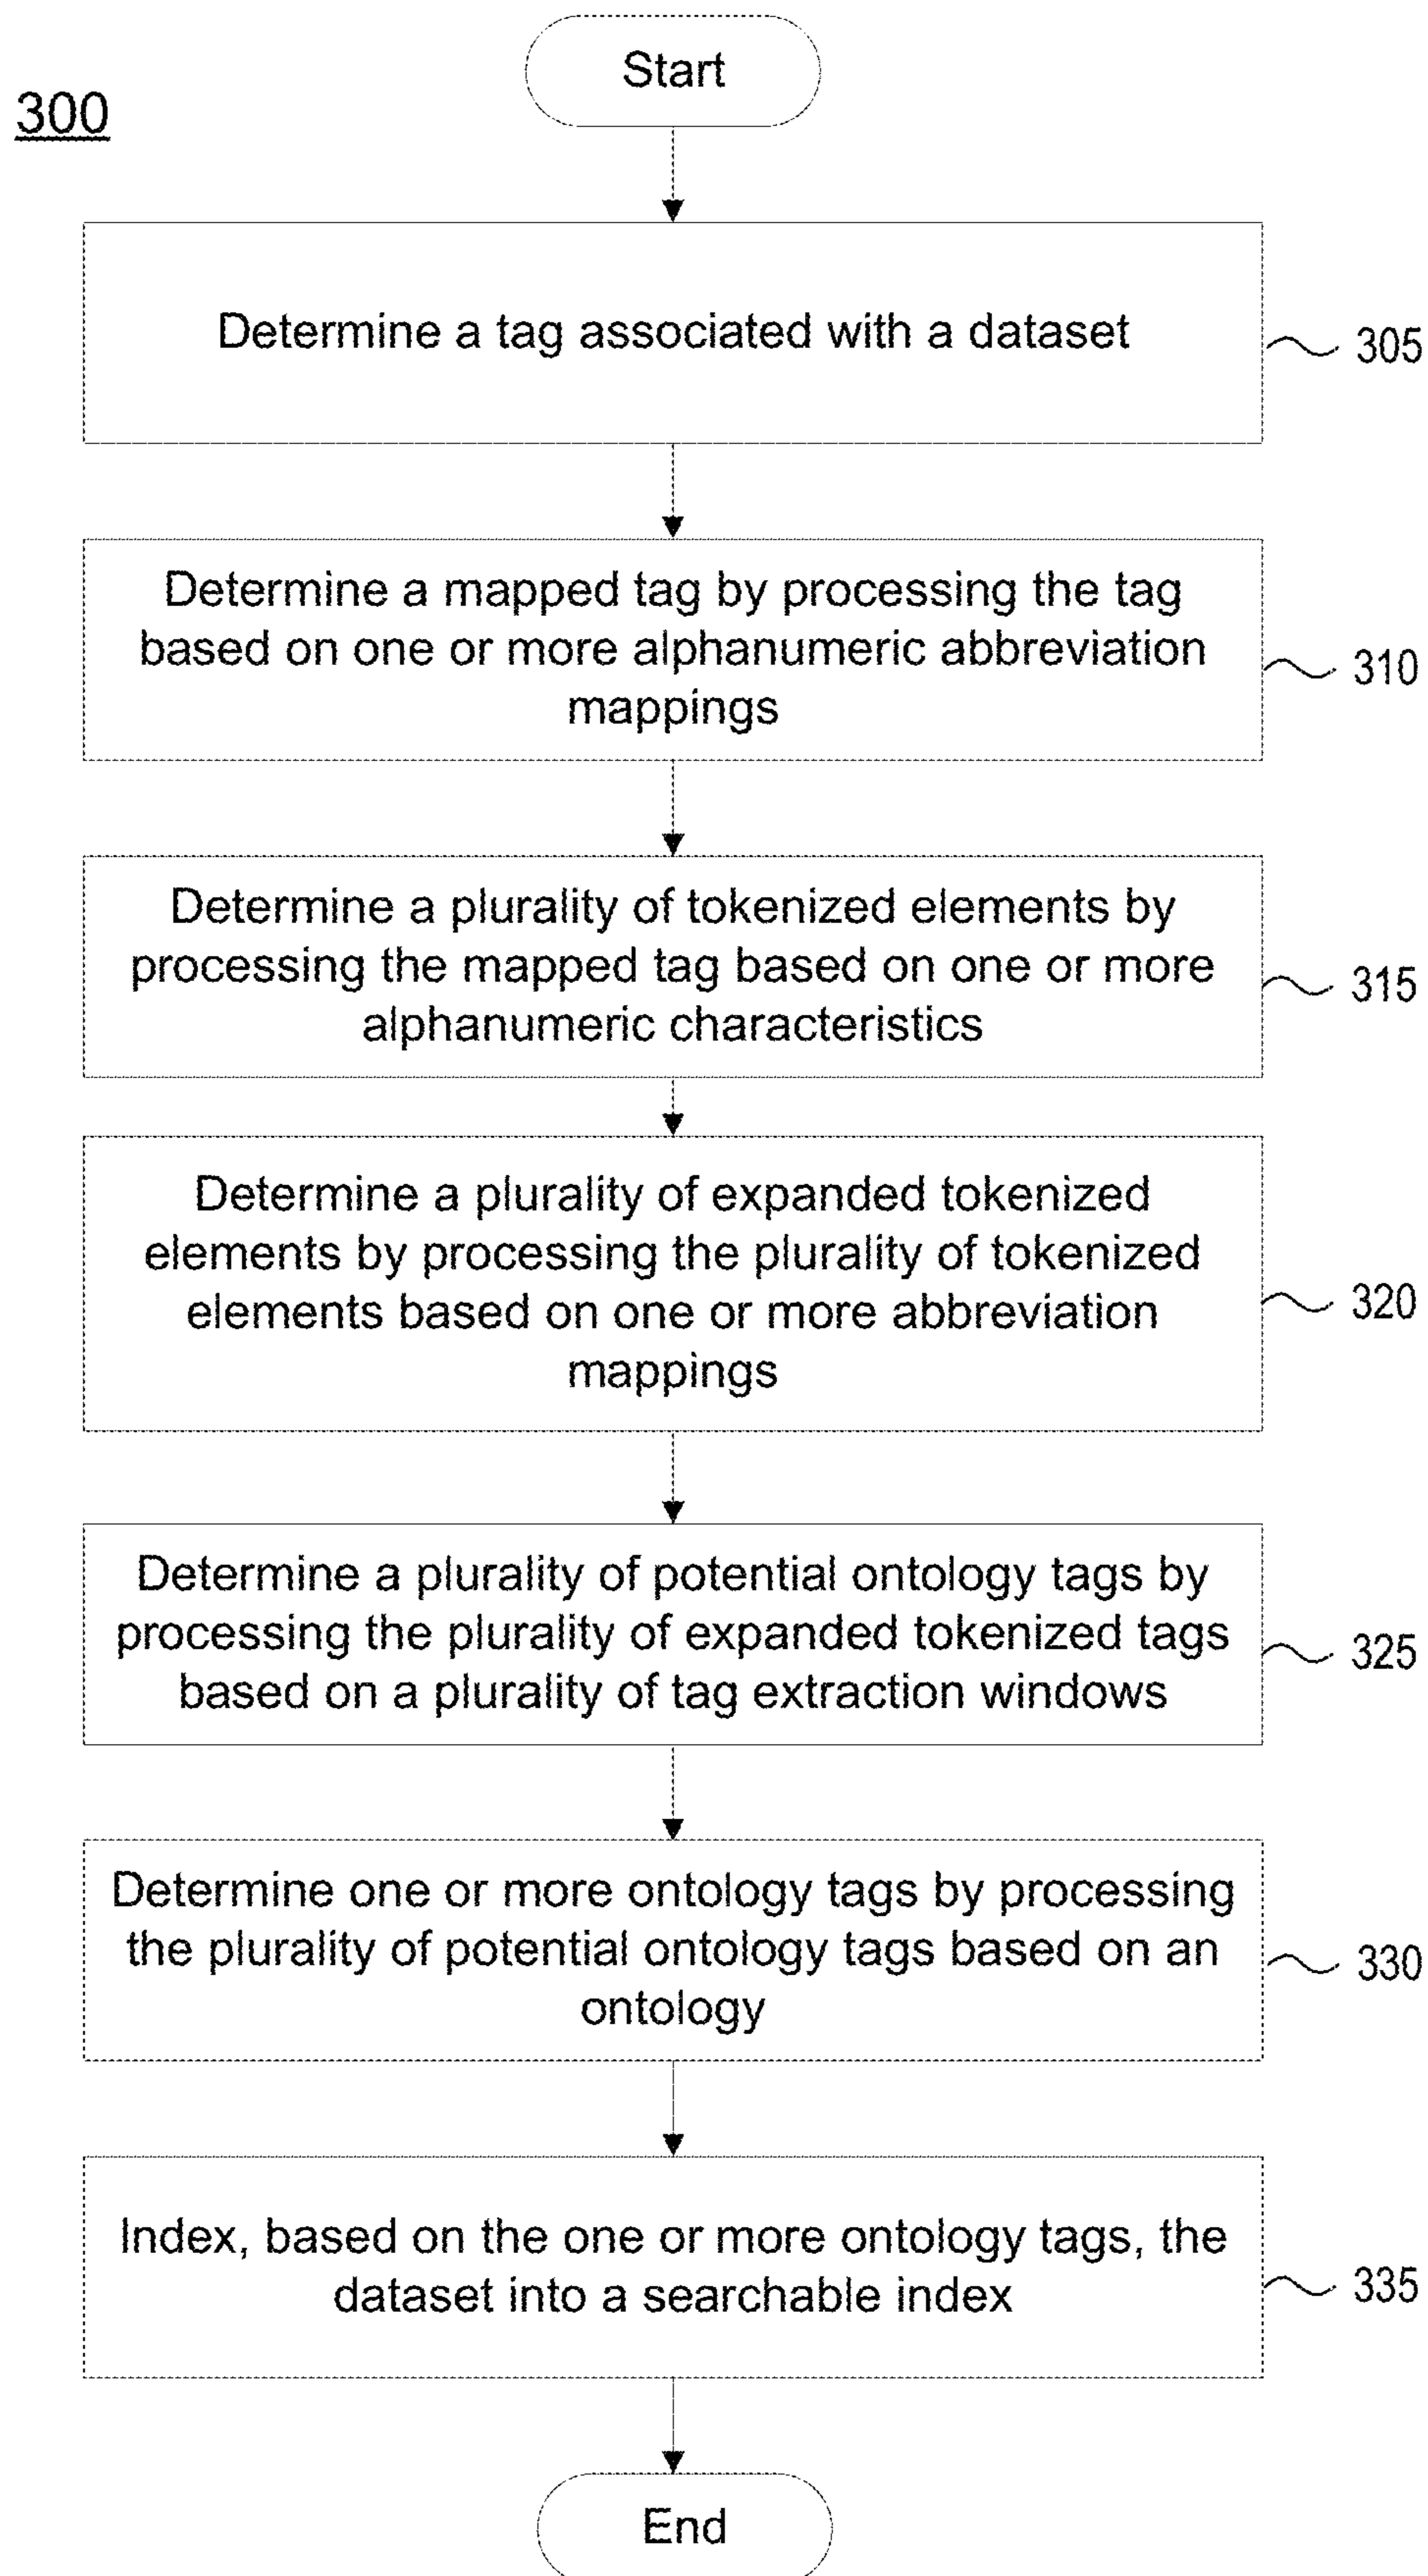 Start
300
Determine a tag associated with a dataset
305
Determine a mapped tag by processing the tag
based on one or more alphanumeric abbreviation
mappings
310
Determine a plurality of tokenized elements by
processing the mapped tag based on one or more
alphanumeric characteristics
315
Determine a plurality of expanded tokenized
elements by processing the plurality of tokenized
elements based on one or more abbreviation
mappings
320
Determine a plurality of potential ontology tags by
processing the plurality of expanded tokenized tags
based on a plurality of tag extraction windows
325
Determine one or more ontology tags by processing
the plurality of potential ontology tags based on an
ontology
330
Index, based on the one or more ontology tags, the
dataset into a searchable index
335
End